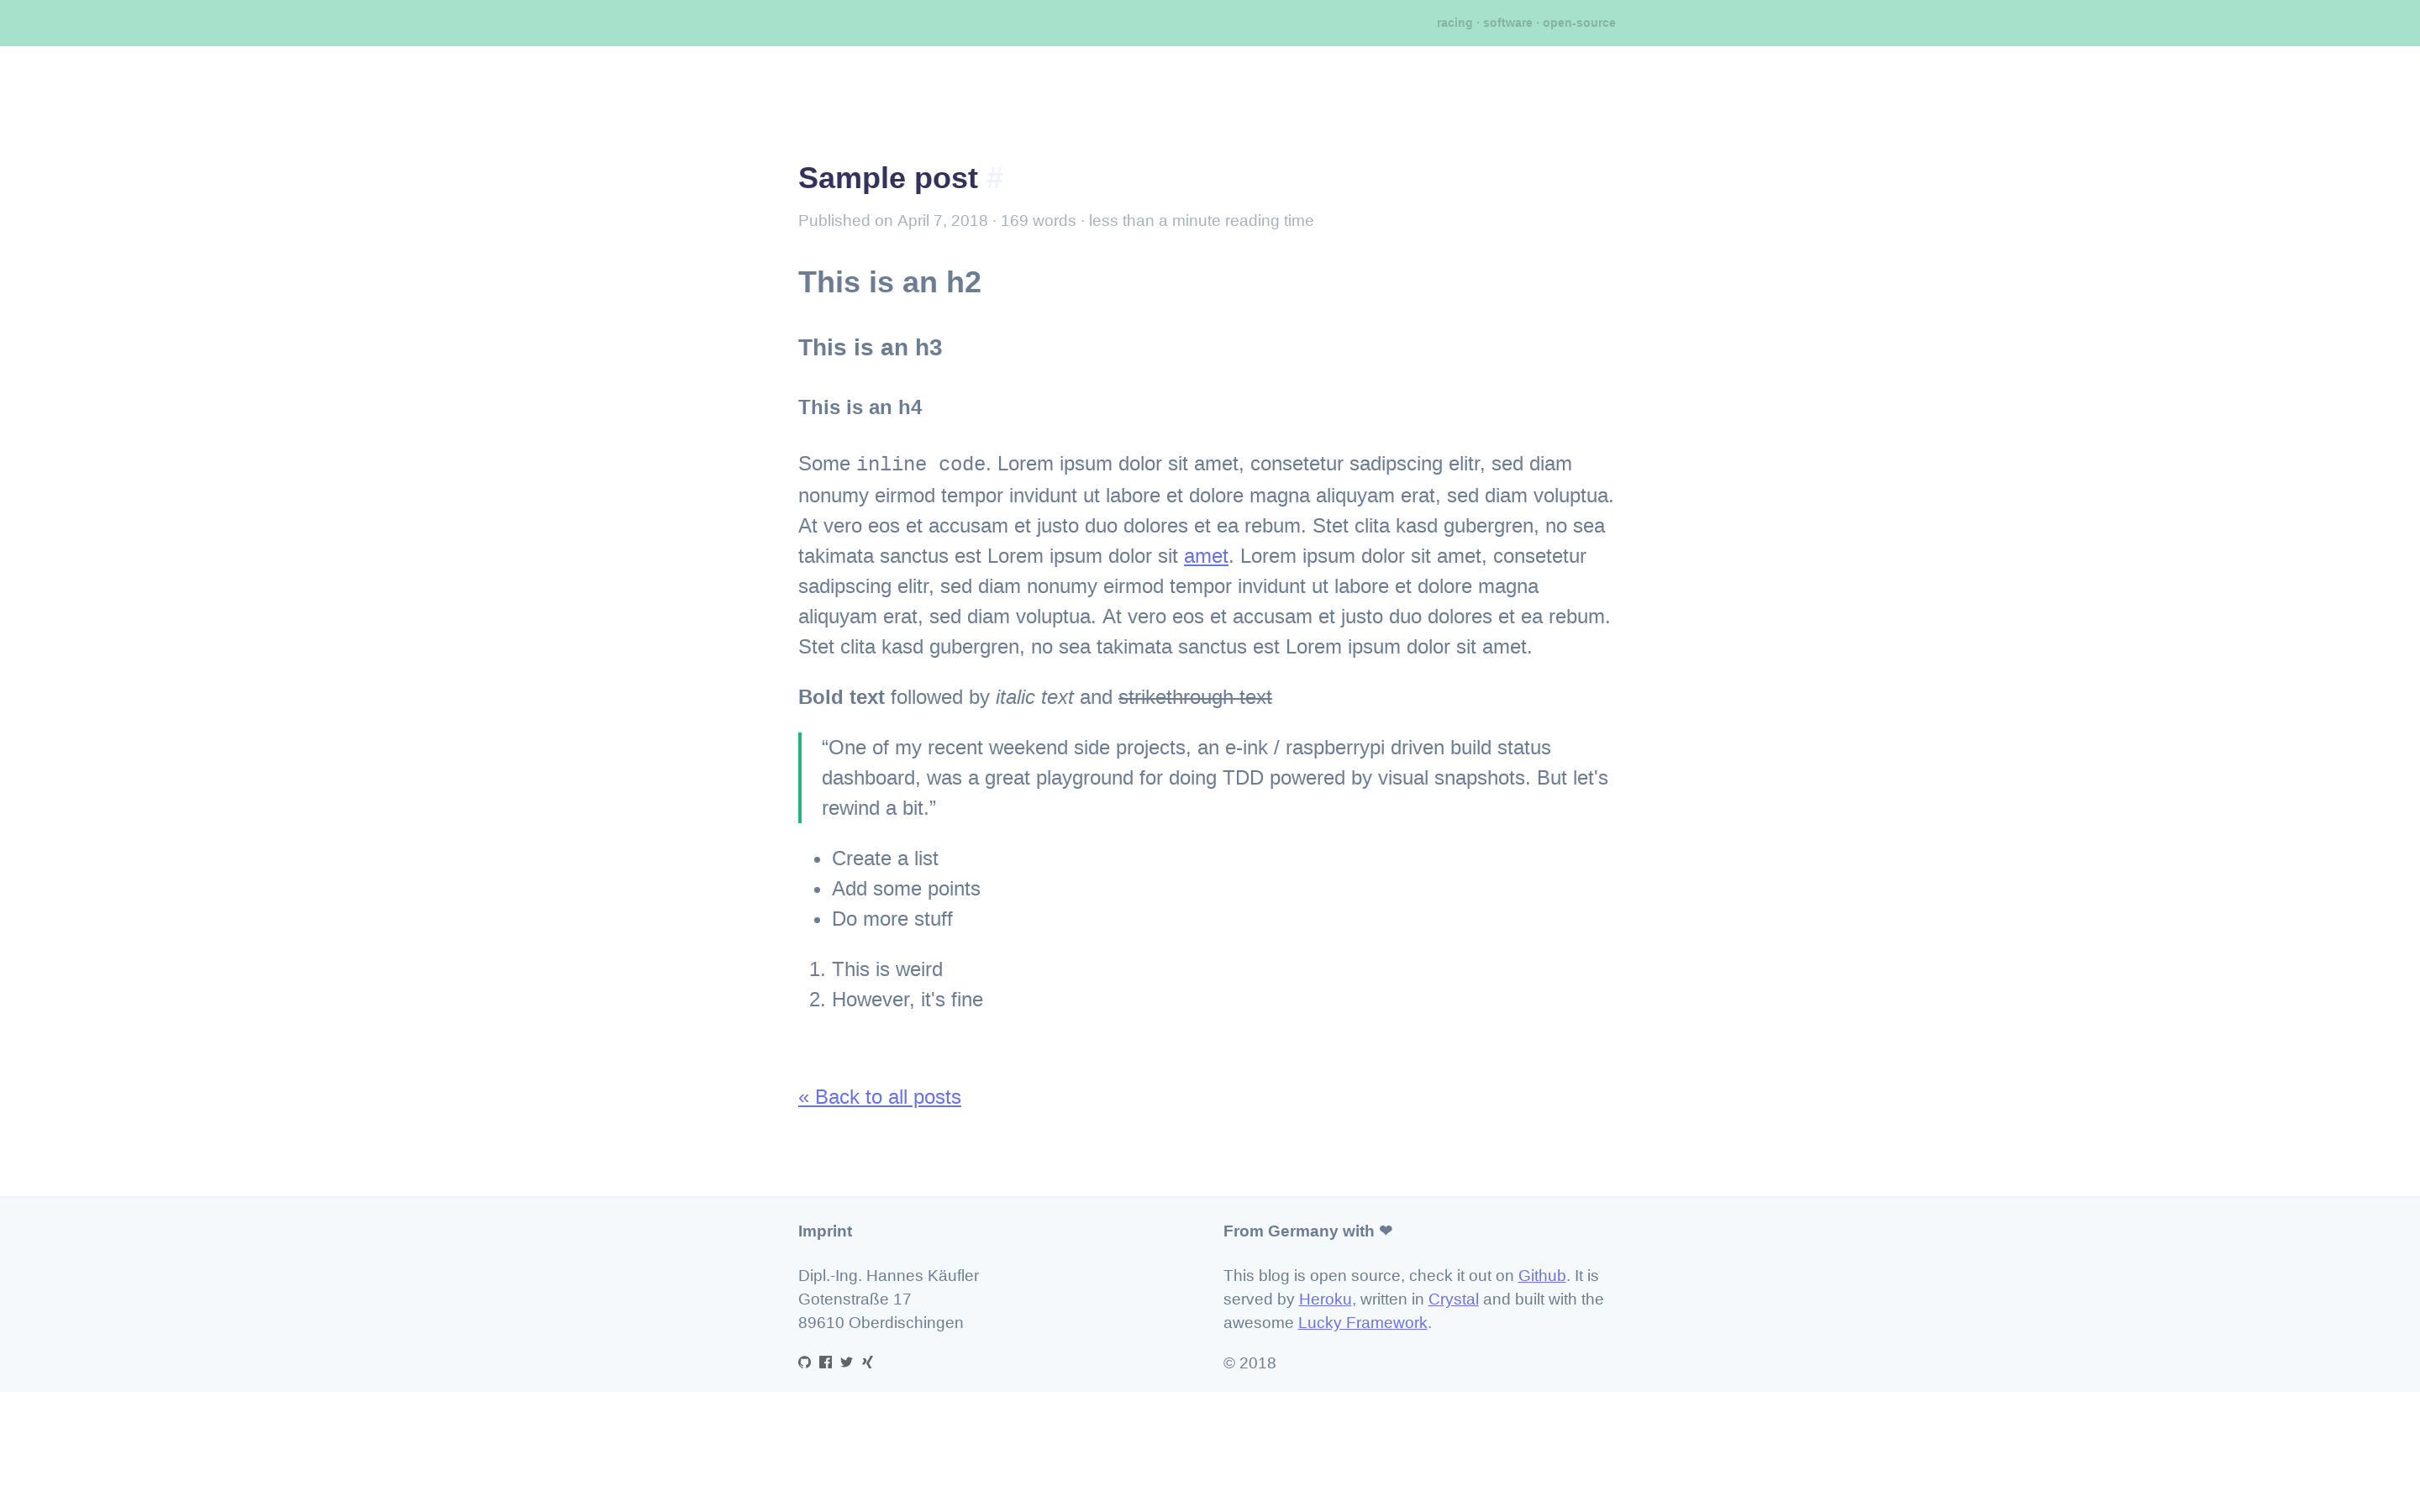 racing · software · open-source
Sample post #
Published on April 7, 2018 · 169 words · less than a minute reading time
This is an h2
This is an h3
This is an h4
Some inline code. Lorem ipsum dolor sit amet, consetetur sadipscing elitr, sed diam
nonumy eirmod tempor invidunt ut labore et dolore magna aliquyam erat, sed diam voluptua.
At vero eos et accusam et justo duo dolores et ea rebum. Stet clita kasd gubergren, no sea
takimata sanctus est Lorem ipsum dolor sit amet. Lorem ipsum dolor sit amet, consetetur
sadipscing elitr, sed diam nonumy eirmod tempor invidunt ut labore et dolore magna
aliquyam erat, sed diam voluptua. At vero eos et accusam et justo duo dolores et ea rebum.
Stet clita kasd gubergren, no sea takimata sanctus est Lorem ipsum dolor sit amet.
Bold text followed by italic text and strikethrough text
“One of my recent weekend side projects, an e-ink / raspberrypi driven build status
dashboard, was a great playground for doing TDD powered by visual snapshots. But let's
rewind a bit.”
• Create a list
• Add some points
• Do more stuff
1. This is weird
2. However, it's fine
« Back to all posts
Imprint
Dipl.-Ing. Hannes Käufler
Gotenstraße 17
89610 Oberdischingen
From Germany with ❤
This blog is open source, check it out on Github. It is
served by Heroku, written in Crystal and built with the
awesome Lucky Framework.
© 2018